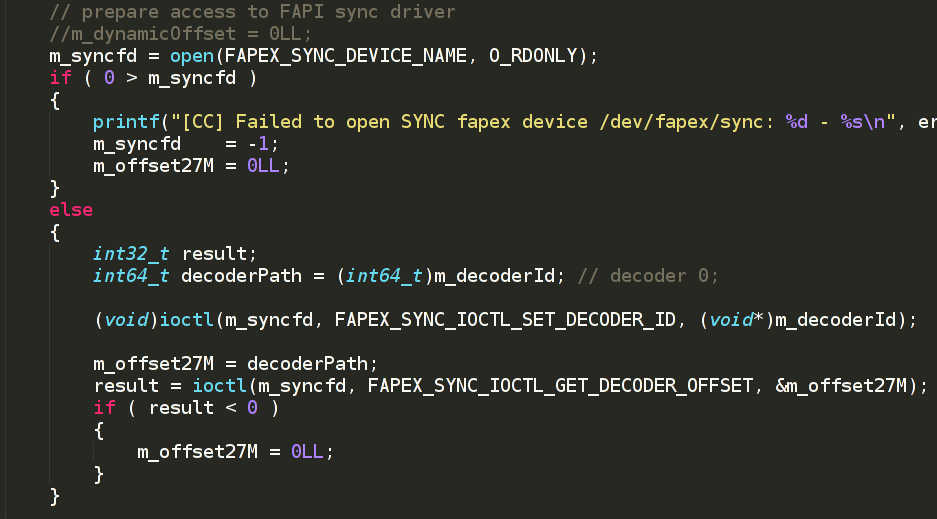 // prepare access to FAPI sync driver
//m_dynamicOffset = 0LL;
m_syncfd = open(FAPEX_SYNC_DEVICE_NAME, O_RDONLY);
if ( 0 > m_syncfd )
{
printf("[CC] Failed to open SYNC fapex device /dev/fapex/sync: %d - %s\n", er
m_syncfd    = -1;
m_offset27M = 0LL;
}
else
{
int32_t result;
int64_t decoderPath = (int64_t)m_decoderId; // decoder 0;
(void)ioctl(m_syncfd, FAPEX_SYNC_IOCTL_SET_DECODER_ID, (void*)m_decoderId);
m_offset27M = decoderPath;
result = ioctl(m_syncfd, FAPEX_SYNC_IOCTL_GET_DECODER_OFFSET, &m_offset27M);
if ( result < 0 )
{
m_offset27M = 0LL;
}
}